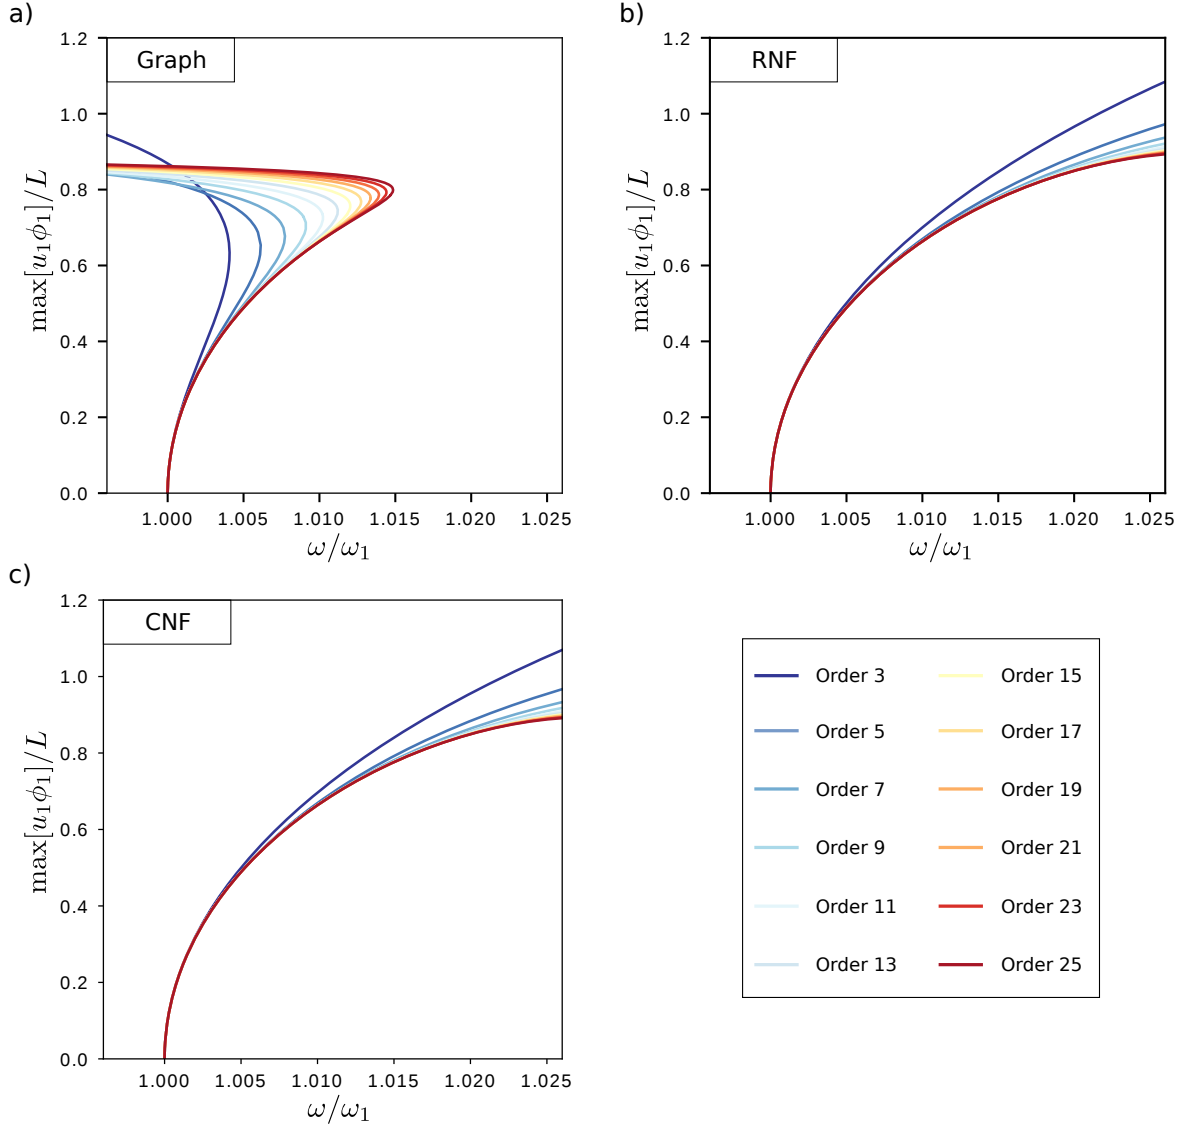 a)
Graph
1.2
1.0
0.8
0.6
0.4
0.2
0.0
max[u₁ϕ₁]/L
1.000 1.005 1.010 1.015 1.020 1.025
ω/ω₁
b)
RNF
1.2
1.0
0.8
0.6
0.4
0.2
0.0
max[u₁ϕ₁]/L
1.000 1.005 1.010 1.015 1.020 1.025
ω/ω₁
c)
CNF
1.2
1.0
0.8
0.6
0.4
0.2
0.0
max[u₁ϕ₁]/L
1.000 1.005 1.010 1.015 1.020 1.025
ω/ω₁
Order 3
Order 5
Order 7
Order 9
Order 11
Order 13
Order 15
Order 17
Order 19
Order 21
Order 23
Order 25